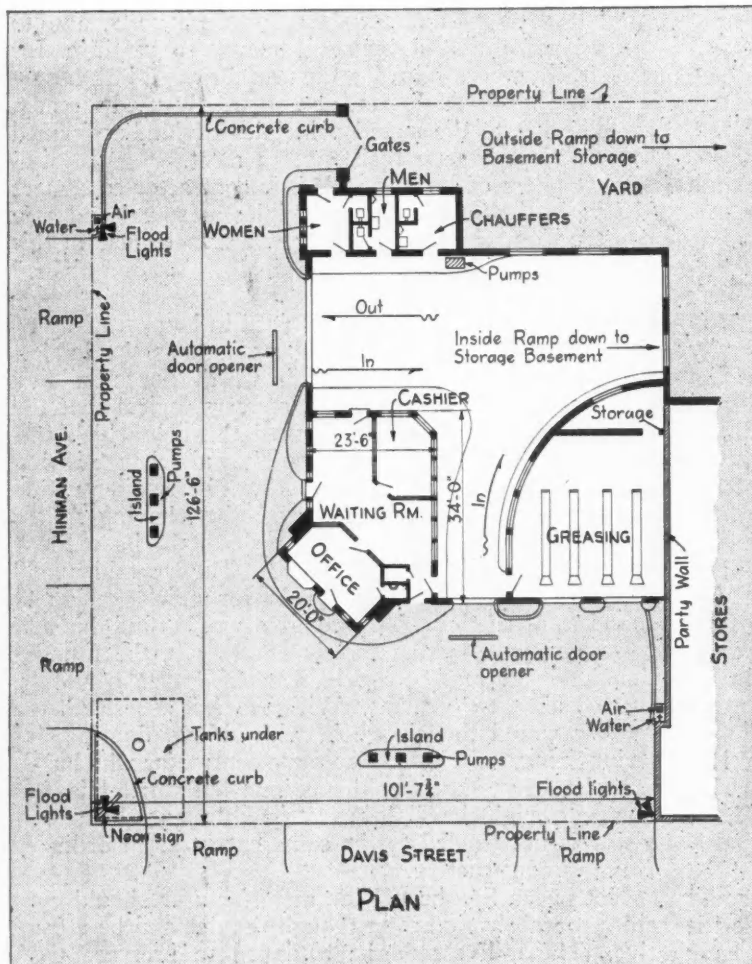 Property Line
Concrete curb
Gates
Outside Ramp down to
Basement Storage
YARD
MEN
WOMEN
CHAUFFERS
Air
Water
Flood
Lights
Pumps
Ramp
Property Line
Out
Automatic
door opener
In
Inside Ramp down to
Storage Basement
CASHIER
Storage
23'-6"
34'-0"
HINMAN AVE.
Island
Pumps
126'-6"
WAITING RM.
In
GREASING
OFFICE
20'-0"
Party Wall
STORES
Automatic door
opener
Ramp
Air
Water
Tanks under
Island
Pumps
Concrete curb
101'-7¾"
Flood
Lights
Flood lights
Neon sign
Property Line
Ramp
DAVIS STREET
Ramp
PLAN